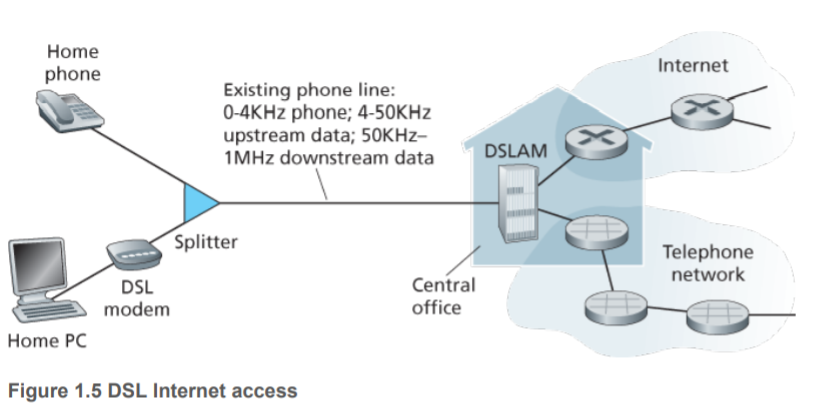 Home
phone
Existing phone line:
0-4KHz phone; 4-50KHz
upstream data; 50KHz–
1MHz downstream data
Internet
DSLAM
Splitter
Telephone
network
DSL
modem
Central
office
Home PC
Figure 1.5 DSL Internet access